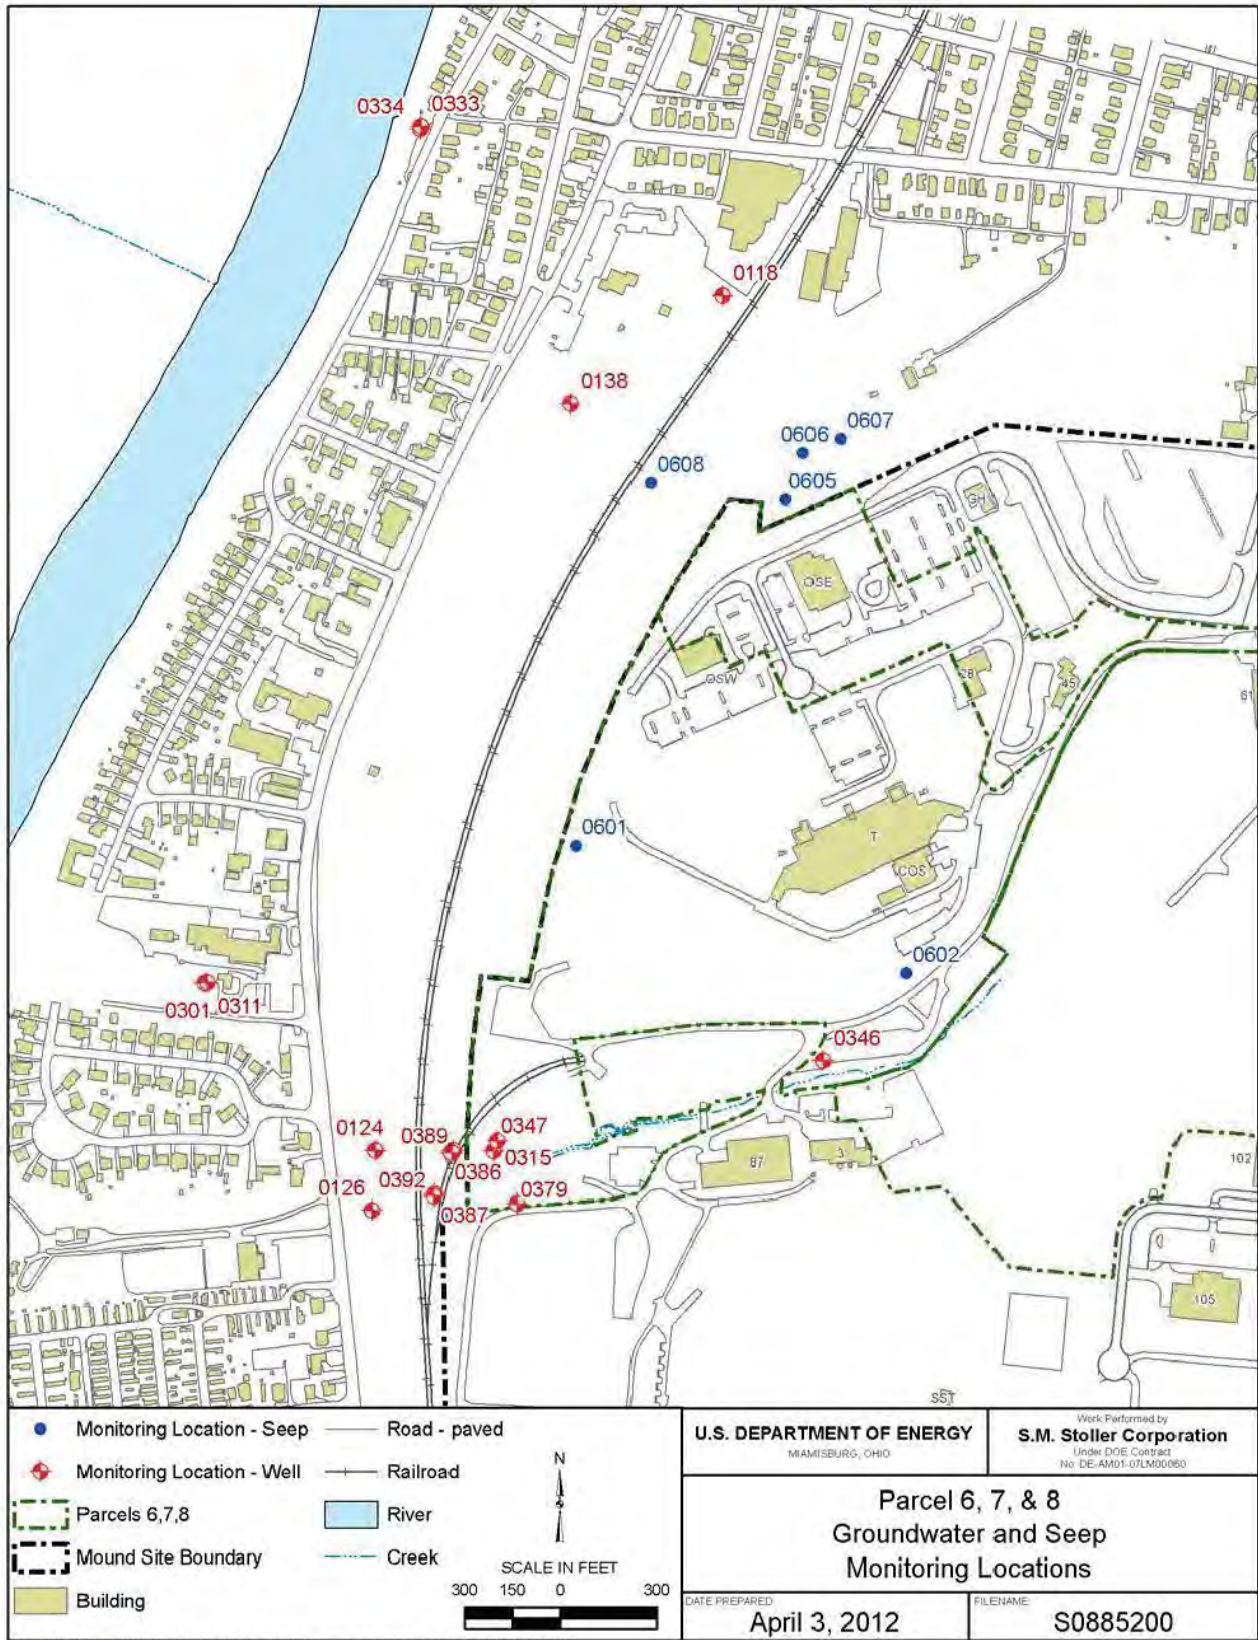 0334 0333
0118
0138
0607
0606
0608
0605
GH
OSE
OSW
28
45
61
0601
T
COS
0602
0301 0311
0346
0347
0124
0389
0315
0386
87
3
102
0392
0379
0126
0387
105
SST
Monitoring Location - Seep
Monitoring Location - Well
Parcels 6,7,8
Mound Site Boundary
Building
Road - paved
Railroad
River
Creek
N
SCALE IN FEET
300 150 0 300
U.S. DEPARTMENT OF ENERGY
MIAMISBURG, OHIO
Work Performed by
S.M. Stoller Corporation
Under DOE Contract
No. DE-AM01-07LM00060
Parcel 6, 7, & 8
Groundwater and Seep
Monitoring Locations
DATE PREPARED:
April 3, 2012
FILENAME:
S0885200